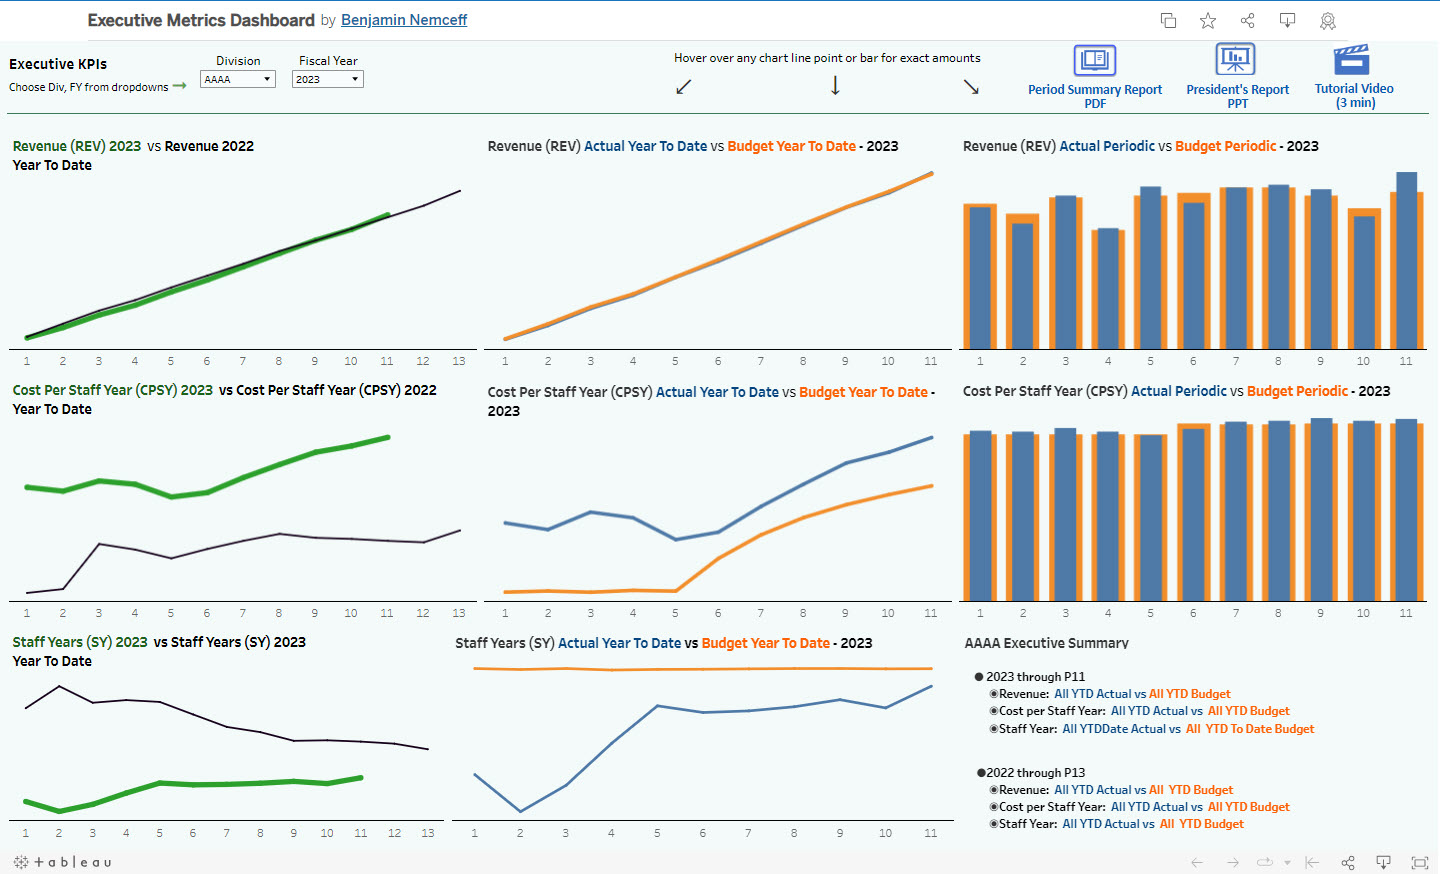 Executive Metrics Dashboard by Benjamin Nemceff
Executive KPIs
Choose Div, FY from dropdowns →
Division
AAAA
Fiscal Year
2023
Hover over any chart line point or bar for exact amounts
Period Summary Report
PDF
President's Report
PPT
Tutorial Video
(3 min)
Revenue (REV) 2023 vs Revenue 2022
Year To Date
1 2 3 4 5 6 7 8 9 10 11 12 13
Revenue (REV) Actual Year To Date vs Budget Year To Date - 2023
1 2 3 4 5 6 7 8 9 10 11
Revenue (REV) Actual Periodic vs Budget Periodic - 2023
1 2 3 4 5 6 7 8 9 10 11
Cost Per Staff Year (CPSY) 2023 vs Cost Per Staff Year (CPSY) 2022
Year To Date
1 2 3 4 5 6 7 8 9 10 11 12 13
Cost Per Staff Year (CPSY) Actual Year To Date vs Budget Year To Date -
2023
1 2 3 4 5 6 7 8 9 10 11
Cost Per Staff Year (CPSY) Actual Periodic vs Budget Periodic - 2023
1 2 3 4 5 6 7 8 9 10 11
Staff Years (SY) 2023 vs Staff Years (SY) 2023
Year To Date
1 2 3 4 5 6 7 8 9 10 11 12 13
Staff Years (SY) Actual Year To Date vs Budget Year To Date - 2023
1 2 3 4 5 6 7 8 9 10 11
AAAA Executive Summary
● 2023 through P11
◉Revenue: All YTD Actual vs All YTD Budget
◉Cost per Staff Year: All YTD Actual vs All YTD Budget
◉Staff Year: All YTDDate Actual vs All YTD To Date Budget
●2022 through P13
◉Revenue: All YTD Actual vs All YTD Budget
◉Cost per Staff Year: All YTD Actual vs All YTD Budget
◉Staff Year: All YTD Actual vs All YTD Budget
+ableau